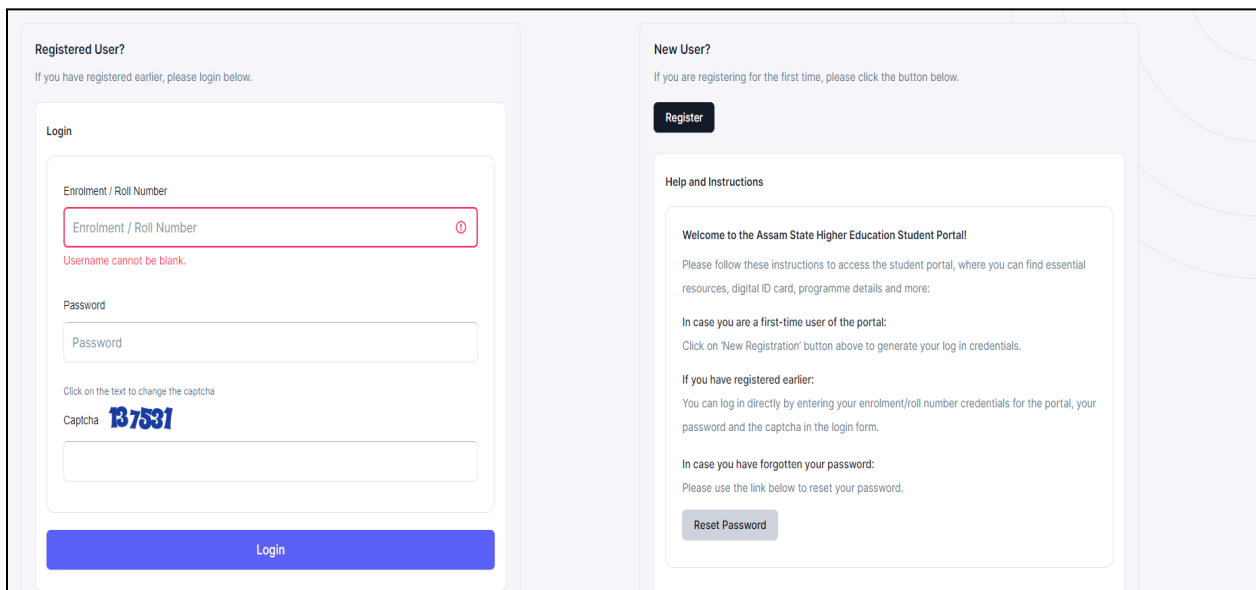 Registered User?
If you have registered earlier, please login below.
Login
Enrolment / Roll Number
Enrolment / Roll Number
Username cannot be blank.
Password
Password
Click on the text to change the captcha
Captcha 137531
Login
New User?
If you are registering for the first time, please click the button below.
Register
Help and Instructions
Welcome to the Assam State Higher Education Student Portal!
Please follow these instructions to access the student portal, where you can find essential
resources, digital ID card, programme details and more:
In case you are a first-time user of the portal:
Click on ‘New Registration’ button above to generate your log in credentials.
If you have registered earlier:
You can log in directly by entering your enrolment/roll number credentials for the portal, your
password and the captcha in the login form.
In case you have forgotten your password:
Please use the link below to reset your password.
Reset Password